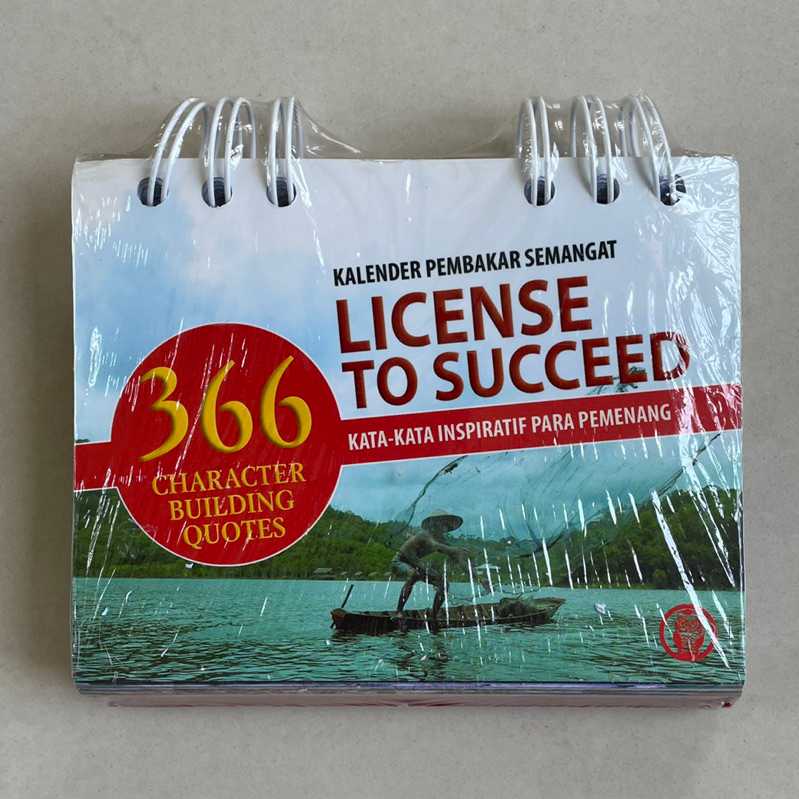 KALENDER PEMBAKAR SEMANGAT
LICENSE
TO SUCCEED
KATA-KATA INSPIRATIF PARA PEMENANG
366
CHARACTER
BUILDING
QUOTES